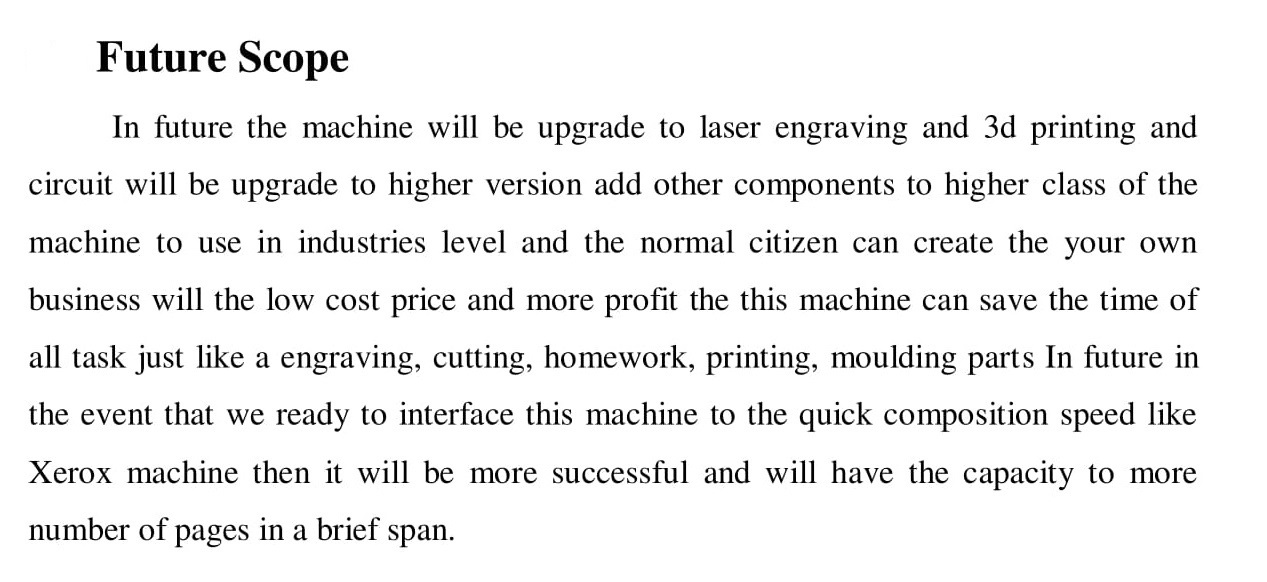 Future Scope
In future the machine will be upgrade to laser engraving and 3d printing and
circuit will be upgrade to higher version add other components to higher class of the
machine to use in industries level and the normal citizen can create the your own
business will the low cost price and more profit the this machine can save the time of
all task just like a engraving, cutting, homework, printing, moulding parts In future in
the event that we ready to interface this machine to the quick composition speed like
Xerox machine then it will be more successful and will have the capacity to more
number of pages in a brief span.